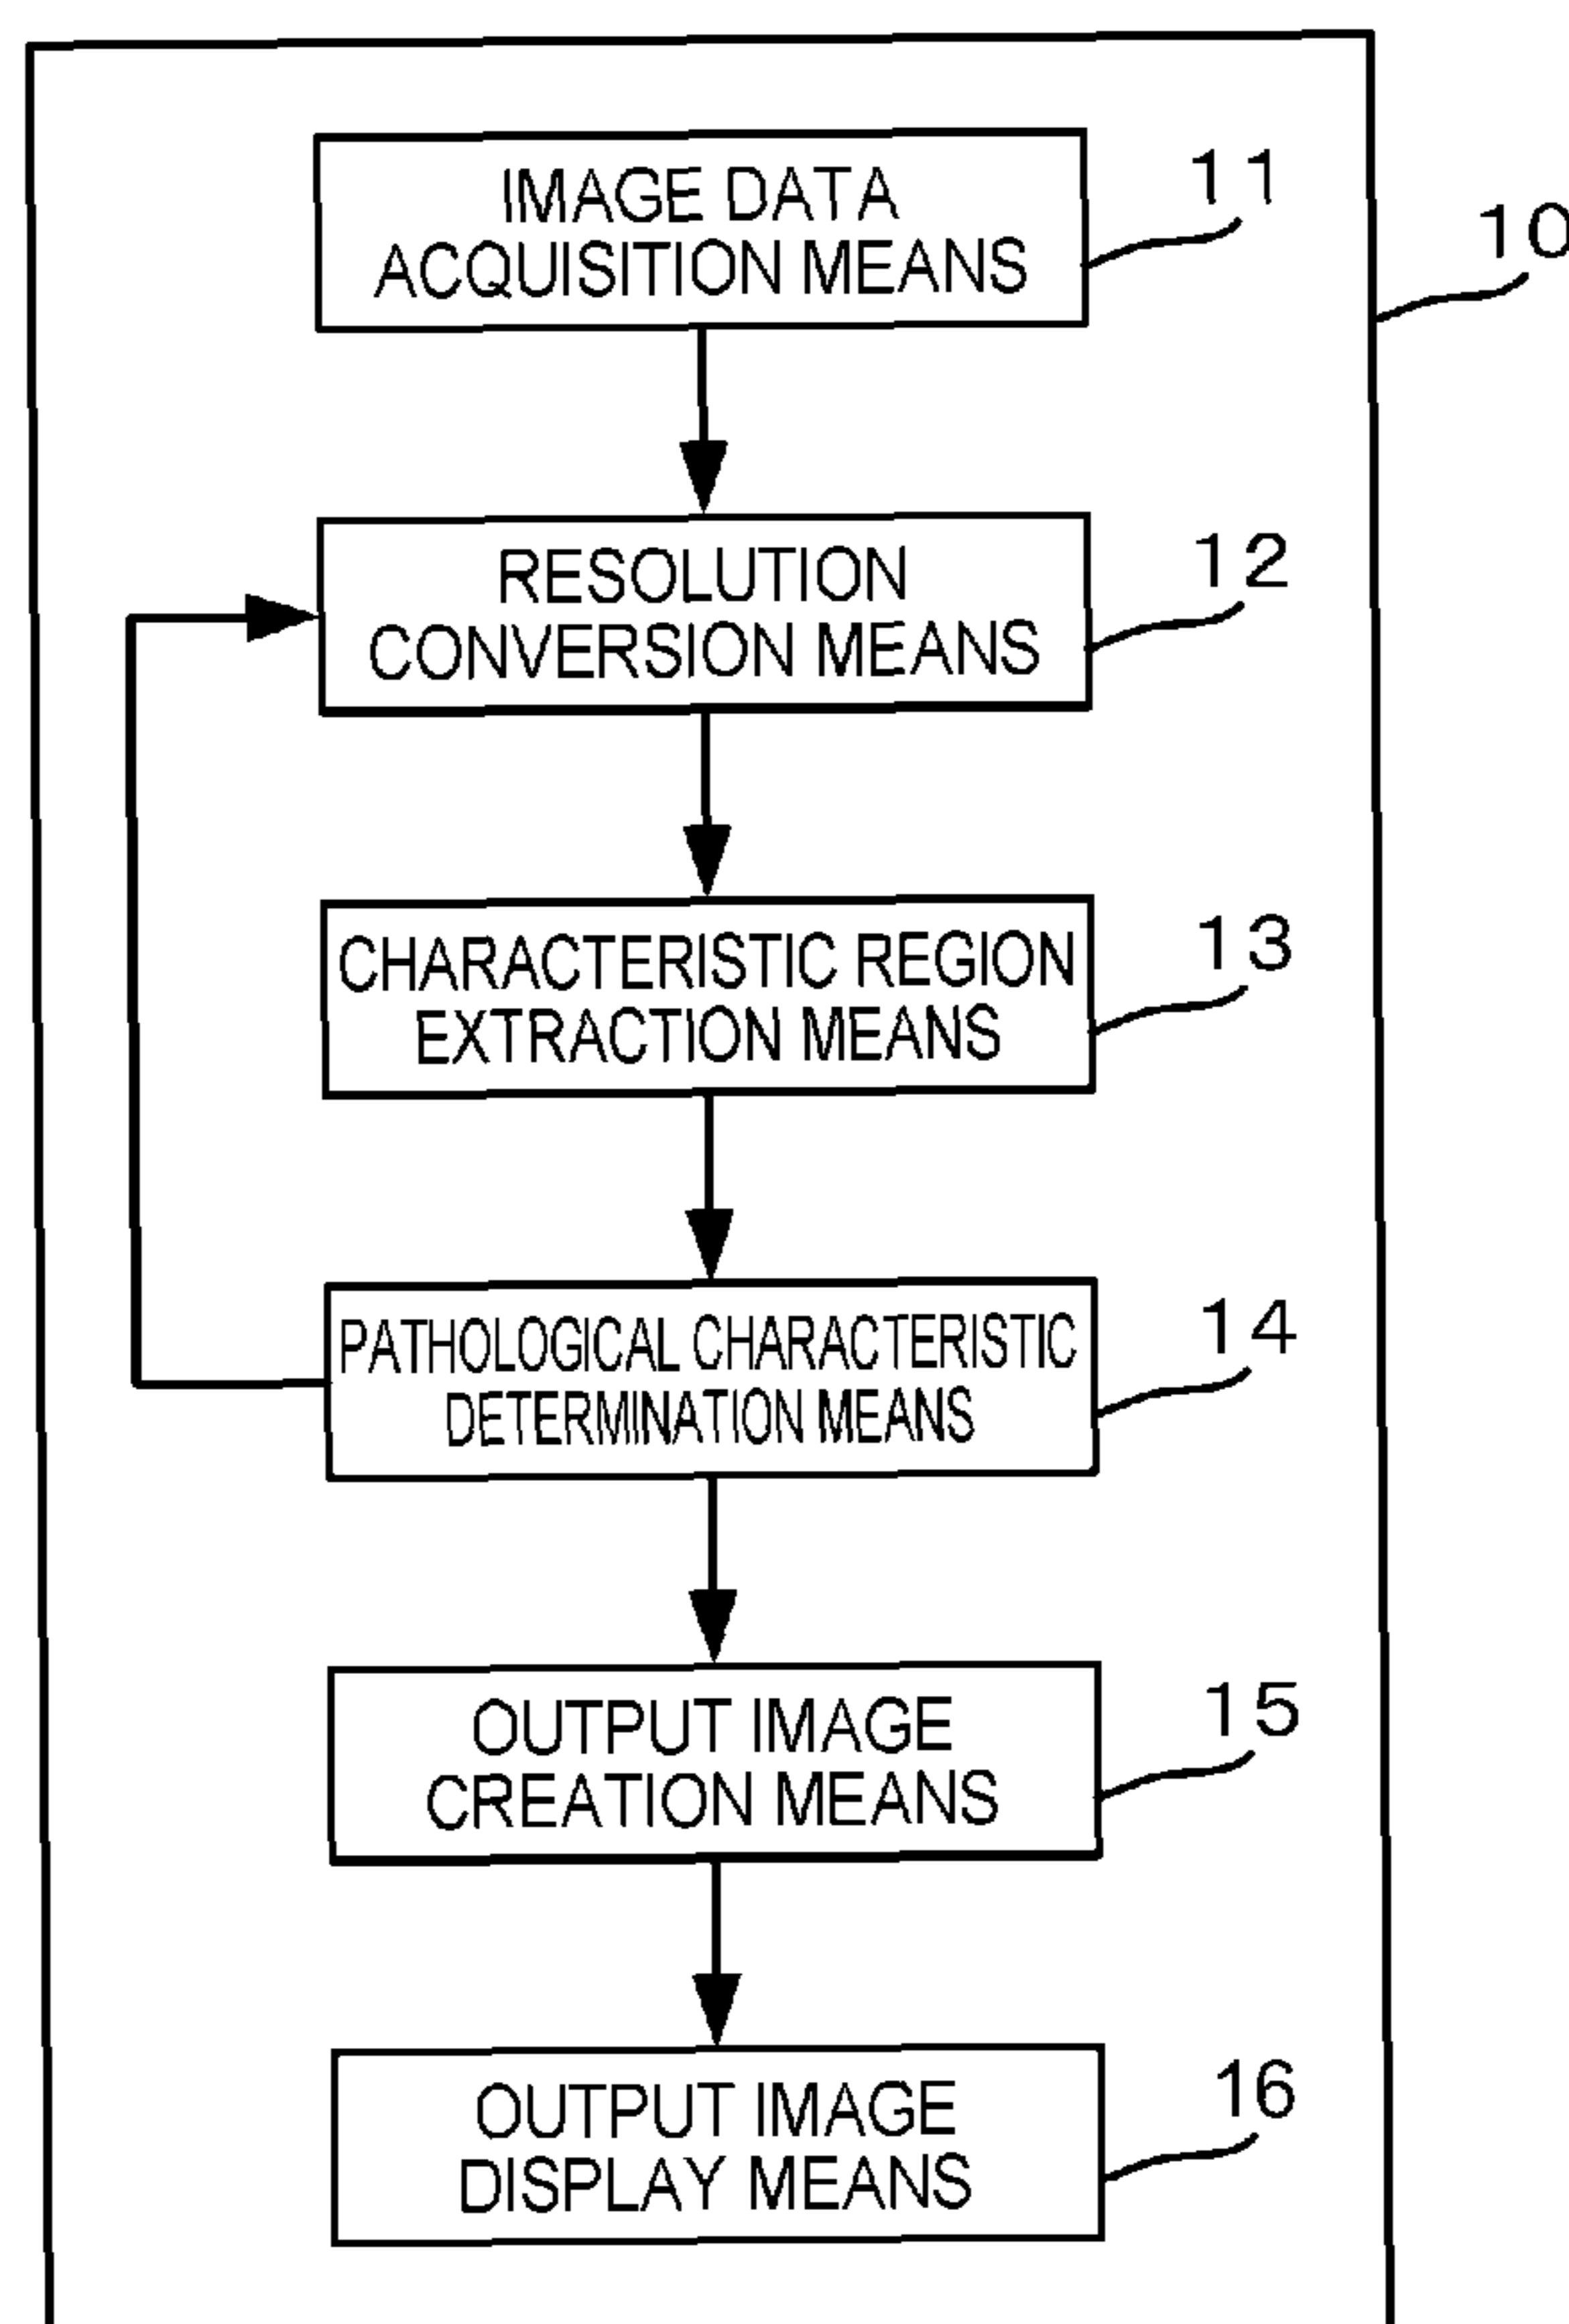 IMAGE DATA
ACQUISITION MEANS
11
10
RESOLUTION
CONVERSION MEANS
12
CHARACTERISTIC REGION
EXTRACTION MEANS
13
PATHOLOGICAL CHARACTERISTIC
DETERMINATION MEANS
14
OUTPUT IMAGE
CREATION MEANS
15
OUTPUT IMAGE
DISPLAY MEANS
16